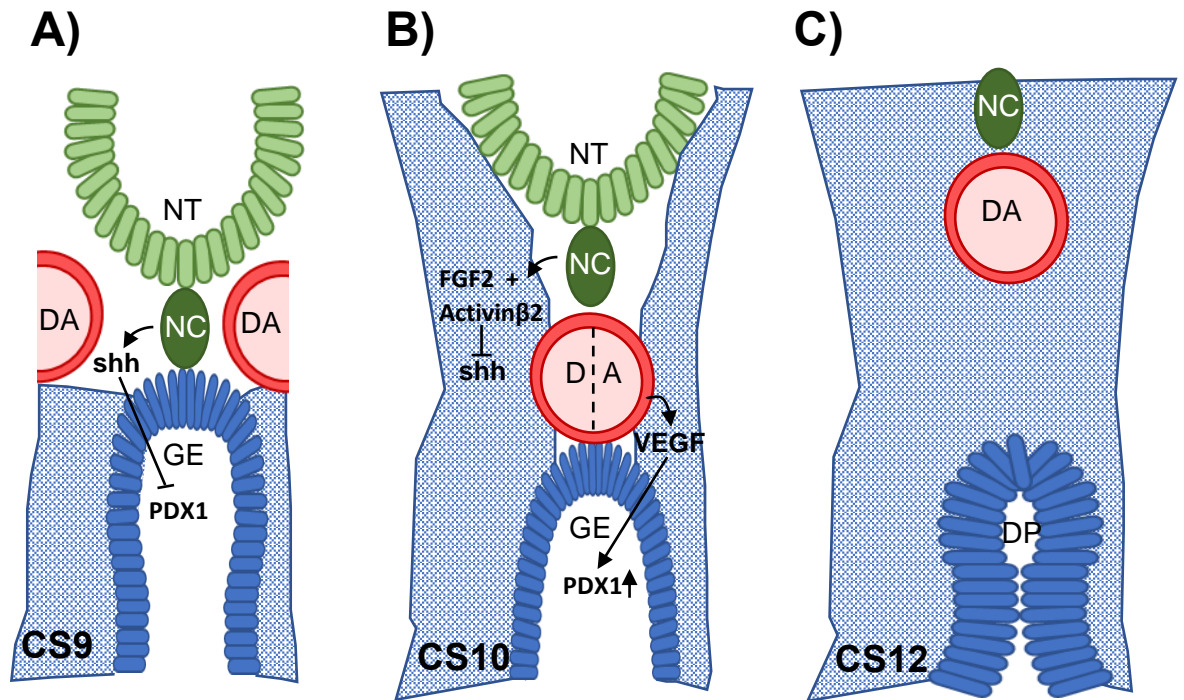 A)
NT
DA
NC
DA
shh
GE
PDX1
CS9
B)
NT
NC
FGF2 +
Activinβ2
shh
D A
VEGF
GE
PDX1
CS10
C)
NC
DA
DP
CS12